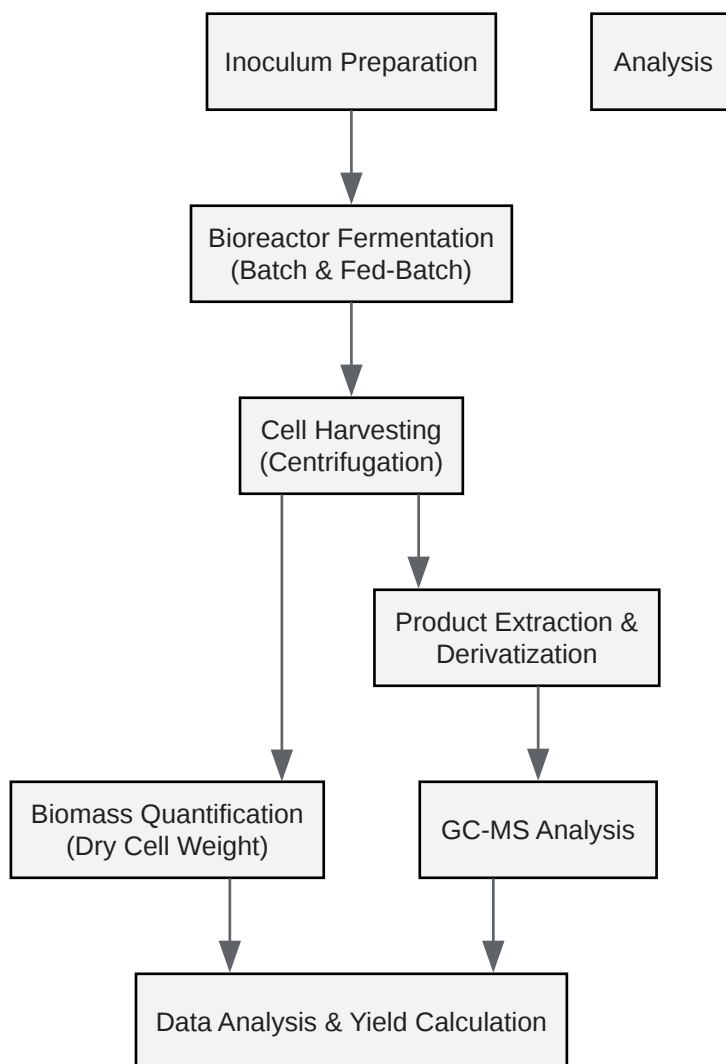 Inoculum Preparation
Analysis
Bioreactor Fermentation
(Batch & Fed-Batch)
Cell Harvesting
(Centrifugation)
Product Extraction &
Derivatization
Biomass Quantification
(Dry Cell Weight)
GC-MS Analysis
Data Analysis & Yield Calculation